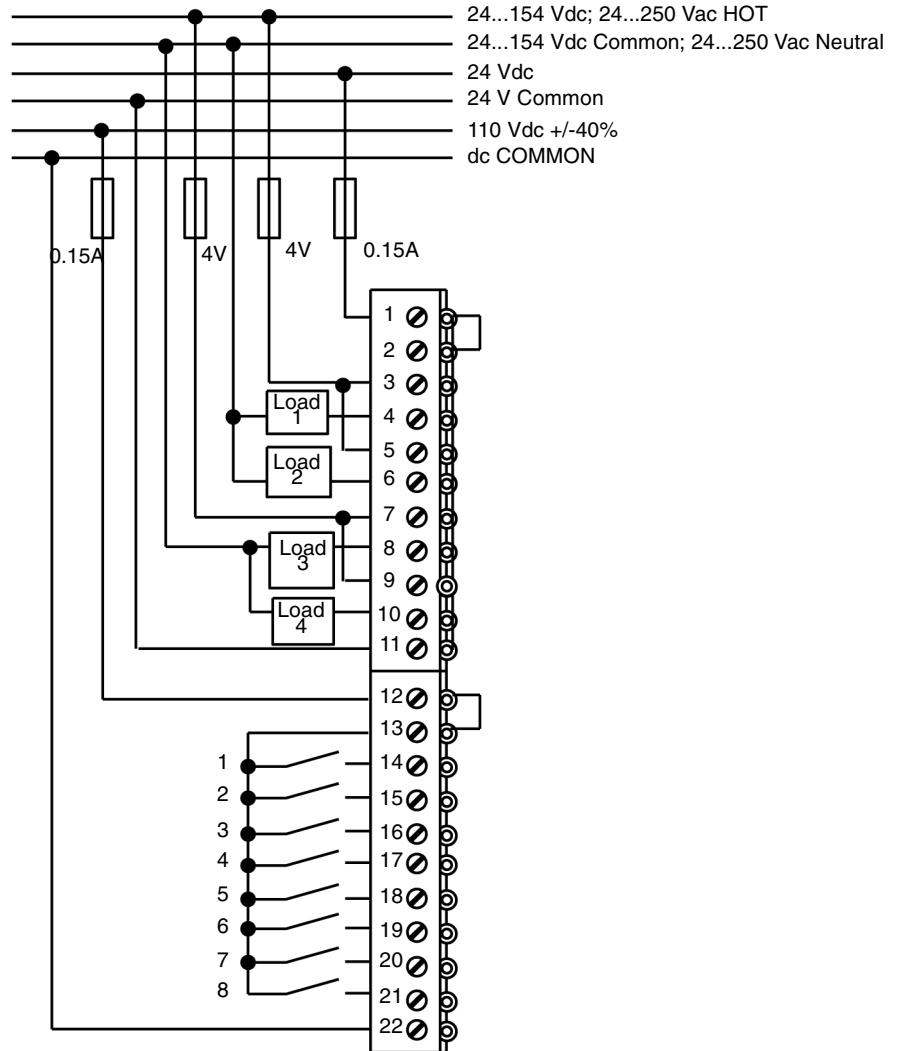 24...154 Vdc; 24...250 Vac HOT
24...154 Vdc Common; 24...250 Vac Neutral
24 Vdc
24 V Common
110 Vdc +/-40%
dc COMMON
0.15A
4V
4V
0.15A
1
2
3
Load
1
4
5
Load
2
6
7
Load
3
8
9
Load
4
10
11
12
13
1
14
2
15
3
16
4
17
5
18
6
19
7
20
8
21
22